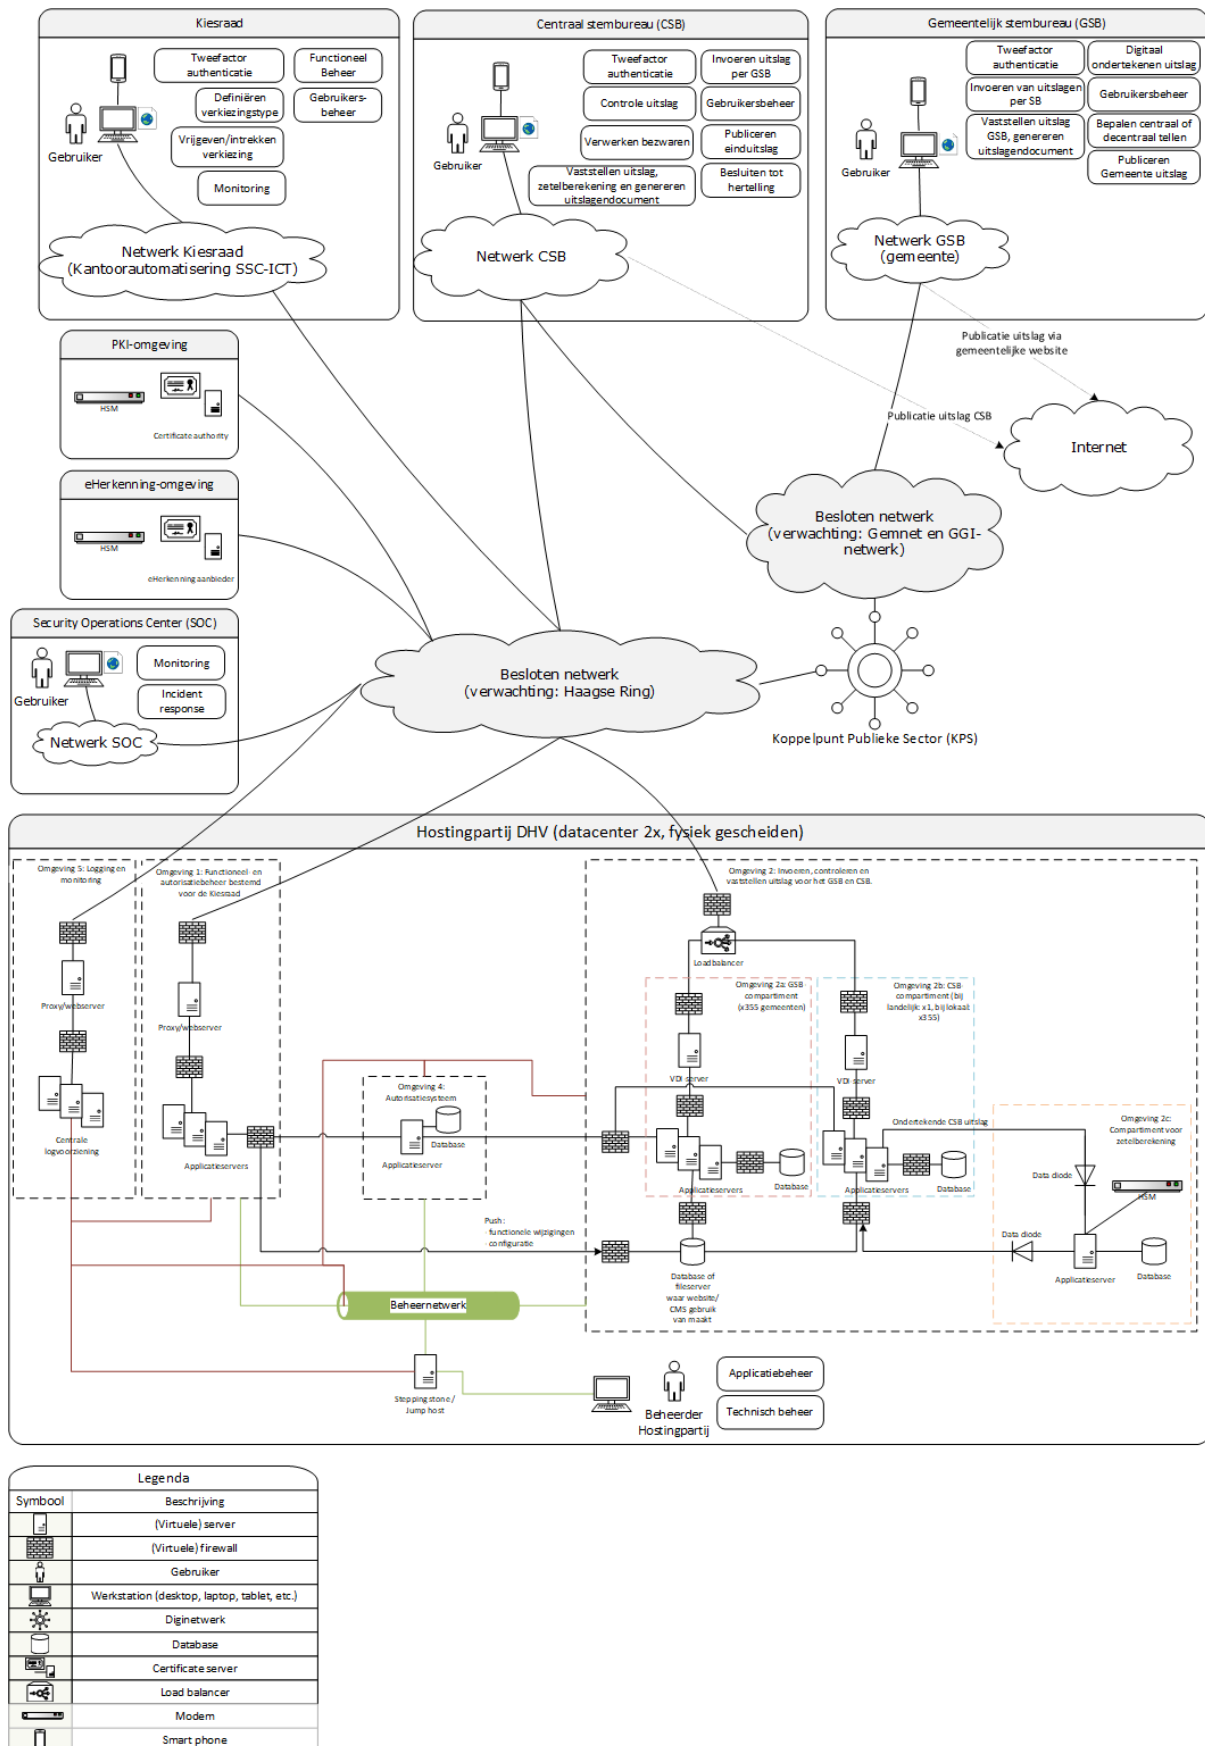 Kiesraad
Tweefactor
authenticatie
Functioneel
Beheer
Definiëren
verkiezingstype
Gebruikers-
beheer
Vrijgeven/intrekken
verkiezing
Monitoring
Gebruiker
Netwerk Kiesraad
(Kantoorautomatisering SSC-ICT)
Centraal stembureau (CSB)
Tweefactor
authenticatie
Invoeren uitslag
per GSB
Controle uitslag
Gebruikersbeheer
Verwerken bezwaren
Publiceren
einduitslag
Vaststellen uitslag,
zetelberekening en genereren
uitslagendocument
Besluiten tot
hertelling
Gebruiker
Netwerk CSB
Gemeentelijk stembureau (GSB)
Tweefactor
authenticatie
Digitaal
ondertekenen uitslag
Invoeren van uitslagen
per SB
Gebruikersbeheer
Vaststellen uitslag
GSB, genereren
uitslagendocument
Bepalen centraal of
decentraal tellen
Publiceren
Gemeente uitslag
Gebruiker
Netwerk GSB
(gemeente)
Publicatie uitslag via
gemeentelijke website
Publicatie uitslag CSB
Internet
PKI-omgeving
HSM
Certificate authority
eHerkenning-omgeving
HSM
eHerkenning aanbieder
Security Operations Center (SOC)
Monitoring
Incident
response
Gebruiker
Netwerk SOC
Besloten netwerk
(verwachting: Gemnet en GGI-
netwerk)
Besloten netwerk
(verwachting: Haagse Ring)
Koppelpunt Publieke Sector (KPS)
Hostingpartij DHV (datacenter 2x, fysiek gescheiden)
Omgeving 5: Logging en
monitoring
Proxy/webserver
Centrale
logvoorziening
Omgeving 1: Functioneel- en
autorisatiebeheer bestemd
voor de Kiesraad
Proxy/webserver
Applicatieservers
Omgeving 4:
Autorisatiesysteem
Database
Applicatieserver
Omgeving 2: Invoeren, controleren en
vaststellen uitslag voor het GSB en CSB.
Loadbalancer
Omgeving 2a: GSB-
compartiment
(x355 gemeenten)
VDI-server
Applicatieservers
Database
Omgeving 2b: CSB-
compartiment (bij
landelijk: x1, bij lokaal:
x355)
VDI-server
Ondertekende CSB uitslag
Applicatieservers
Database
Omgeving 2c:
Compartiment voor
zetelberekening
Data diode
HSM
Data diode
Applicatieserver
Database
Push:
- functionele wijzigingen
- configuratie
Database of
fileserver
waar website/
CMS gebruik
van maakt
Beheernetwerk
Steppingstone/
Jump host
Beheerder
Hostingpartij
Applicatiebeheer
Technisch beheer
Legenda
Symbool Beschrijving
(Virtuele) server
(Virtuele) firewall
Gebruiker
Werkstation (desktop, laptop, tablet, etc.)
Diginetwerk
Database
Certificate server
Load balancer
Modem
Smart phone